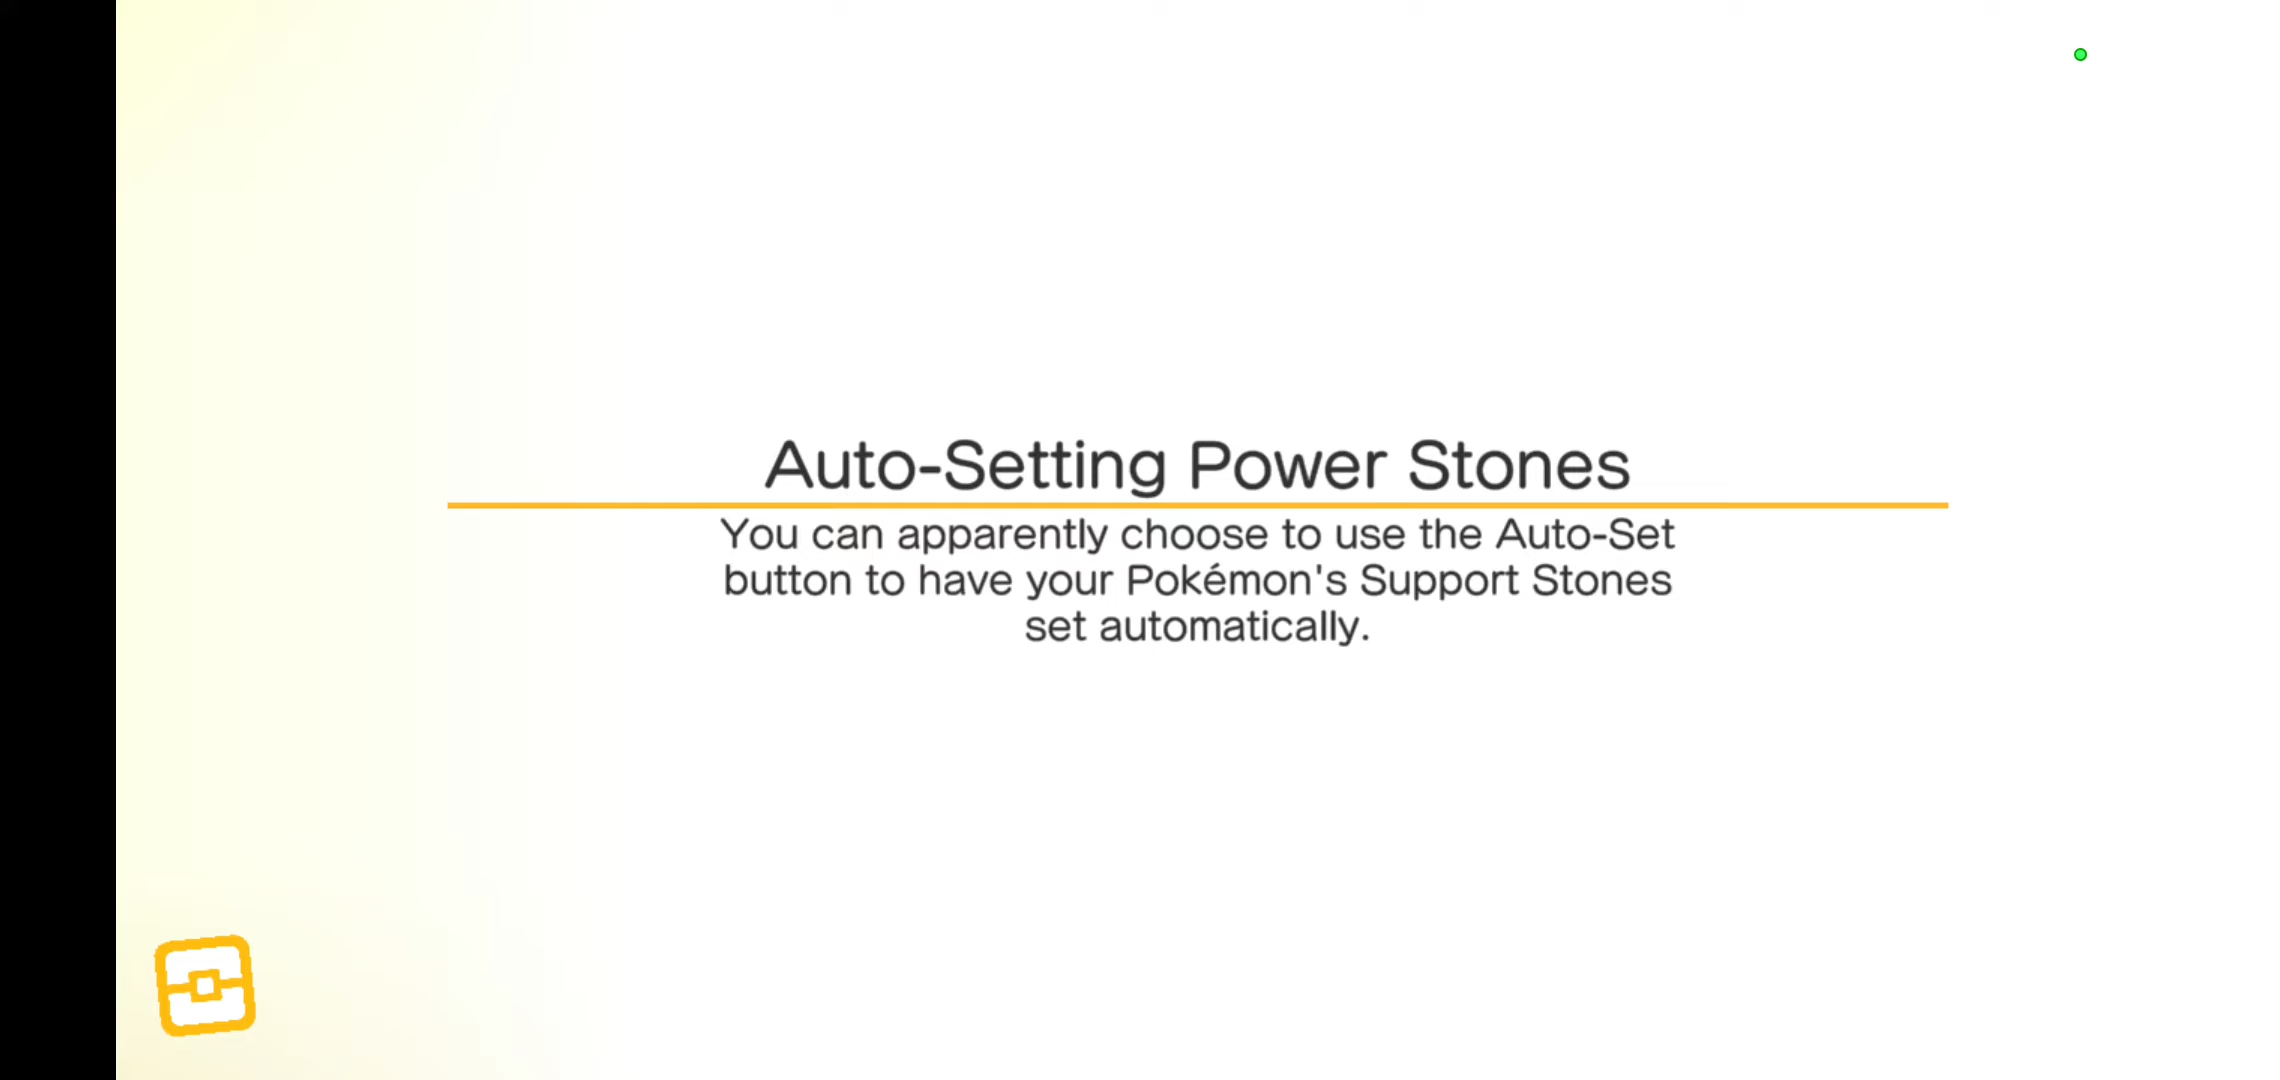 Auto-Setting Power Stones
You can apparently choose to use the Auto-Set
button to have your Pokémon's Support Stones
set automatically.